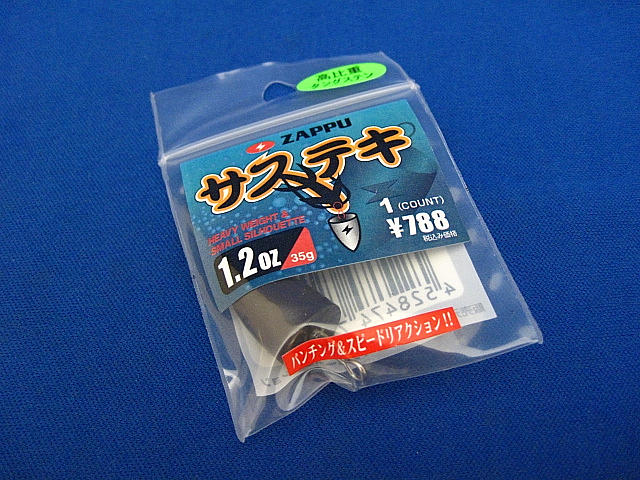 高比重
タングステン
ZAPPU
サステキ
HEAVY WEIGHT &
SMALL SILHOUETTE
1 (COUNT)
¥788
税込み価格
1.2oz
35g
4528474
パンチング&スピードリアクション!!